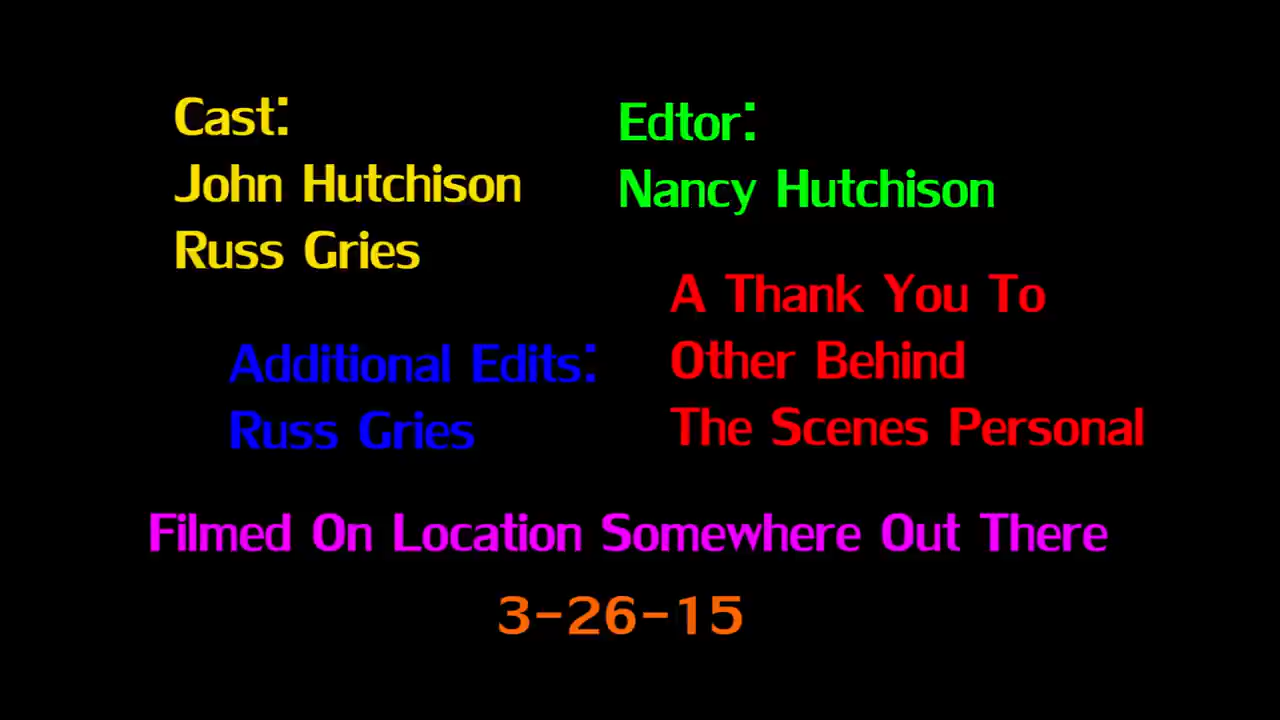 Cast:
John Hutchison
Russ Gries
Edtor:
Nancy Hutchison
Additional Edits:
Russ Gries
A Thank You To
Other Behind
The Scenes Personal
Filmed On Location Somewhere Out There
3-26-15